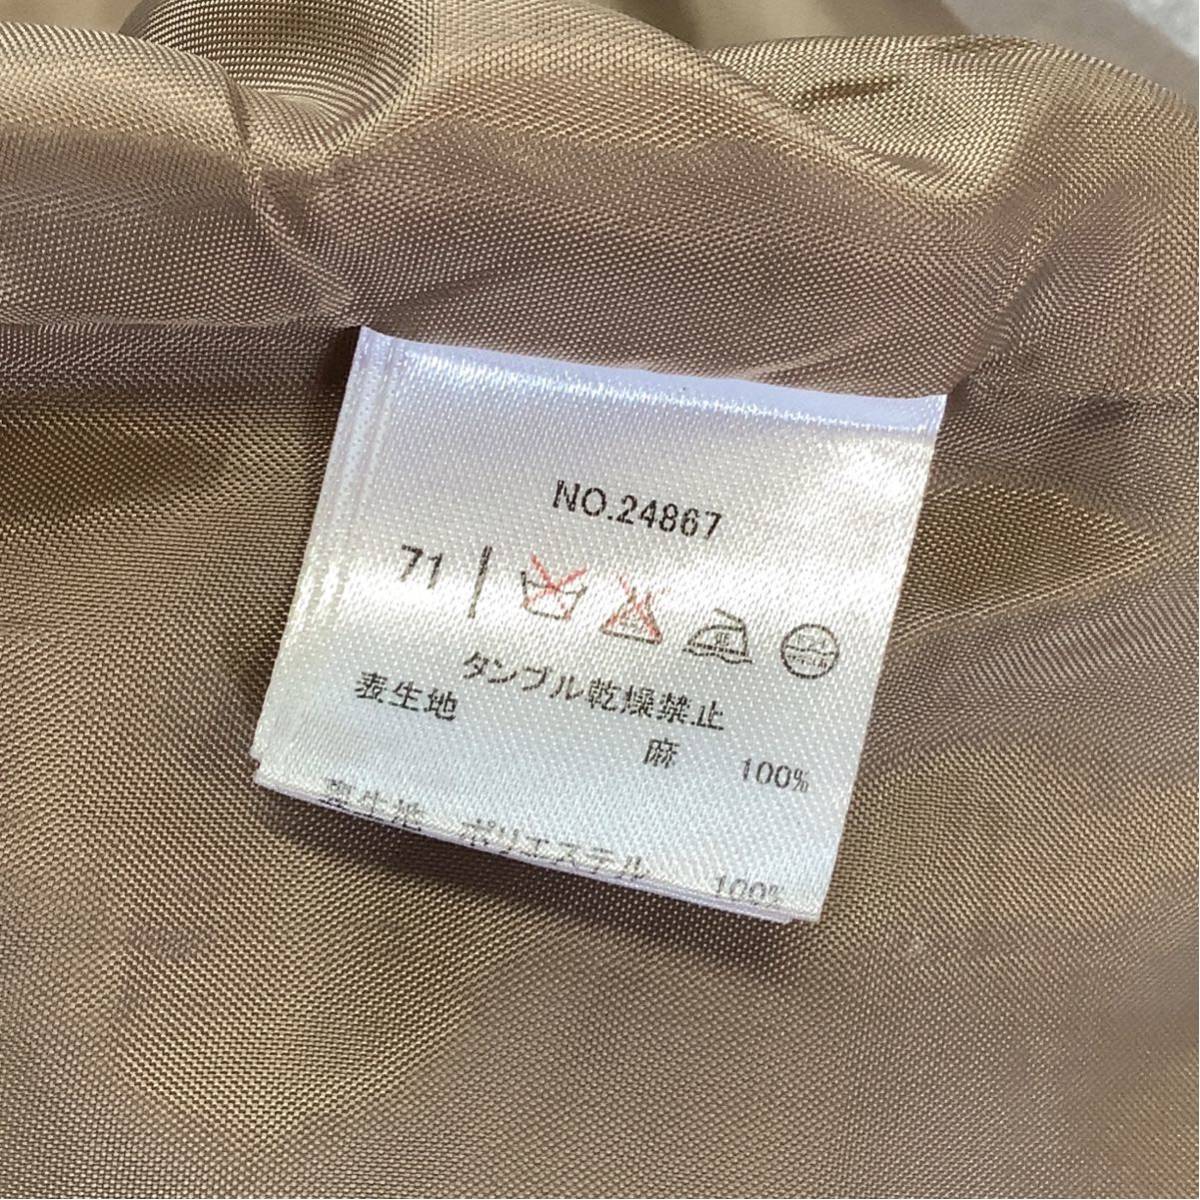 NO.24867
71
タンブル乾燥禁止
表生地
麻 100%
裏生地 ポリエステル 100%